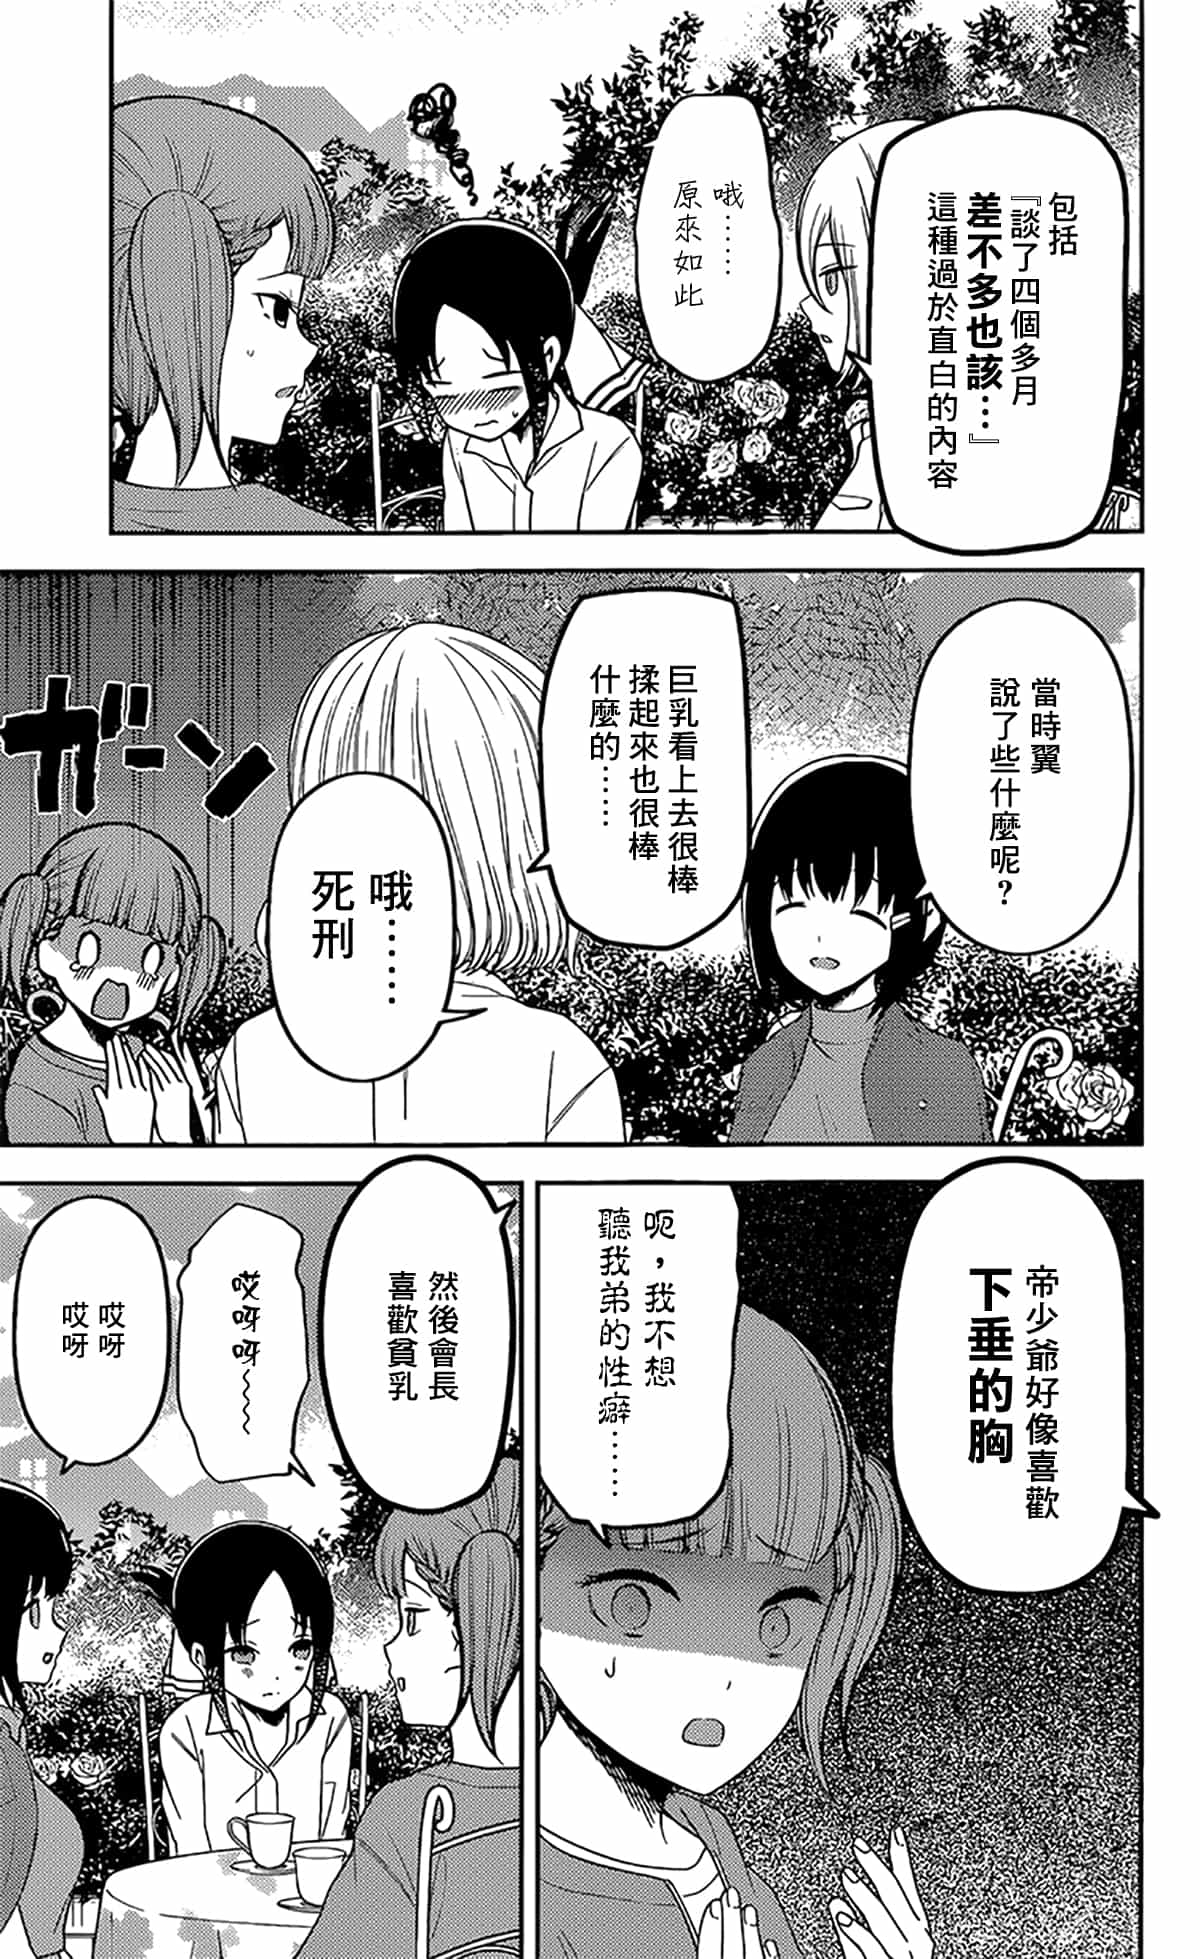 包括
『談了四個多月
差不多也該…』
這種過於直白的內容
哦……
原來如此
當時翼
說了些什麼呢？
巨乳看上去很棒
揉起來也很棒
什麼的……
哦……
死刑
ガーン
帝少爺好像喜歡
下垂的胸
呃，我不想
聽我弟的性癖……
然後會長
喜歡貧乳
哎呀呀～～
哎呀
哎呀